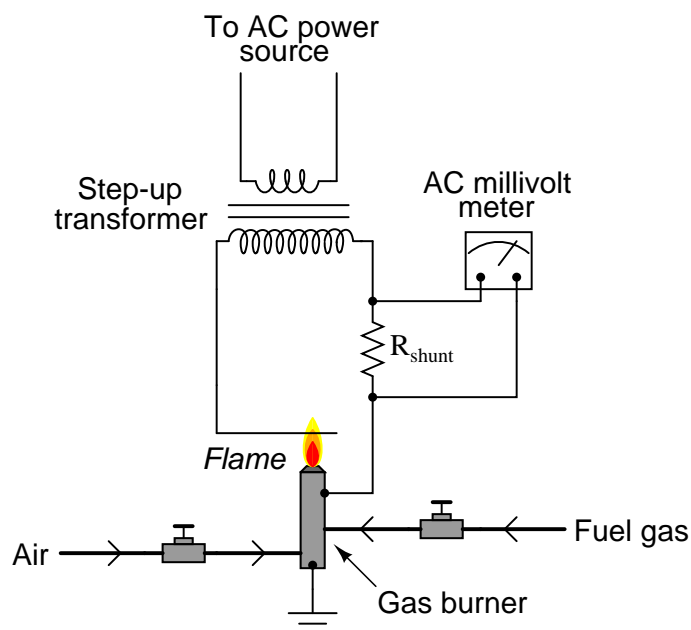 To AC power
source
Step-up
transformer
AC millivolt
meter
Rshunt
Flame
Air
Fuel gas
Gas burner